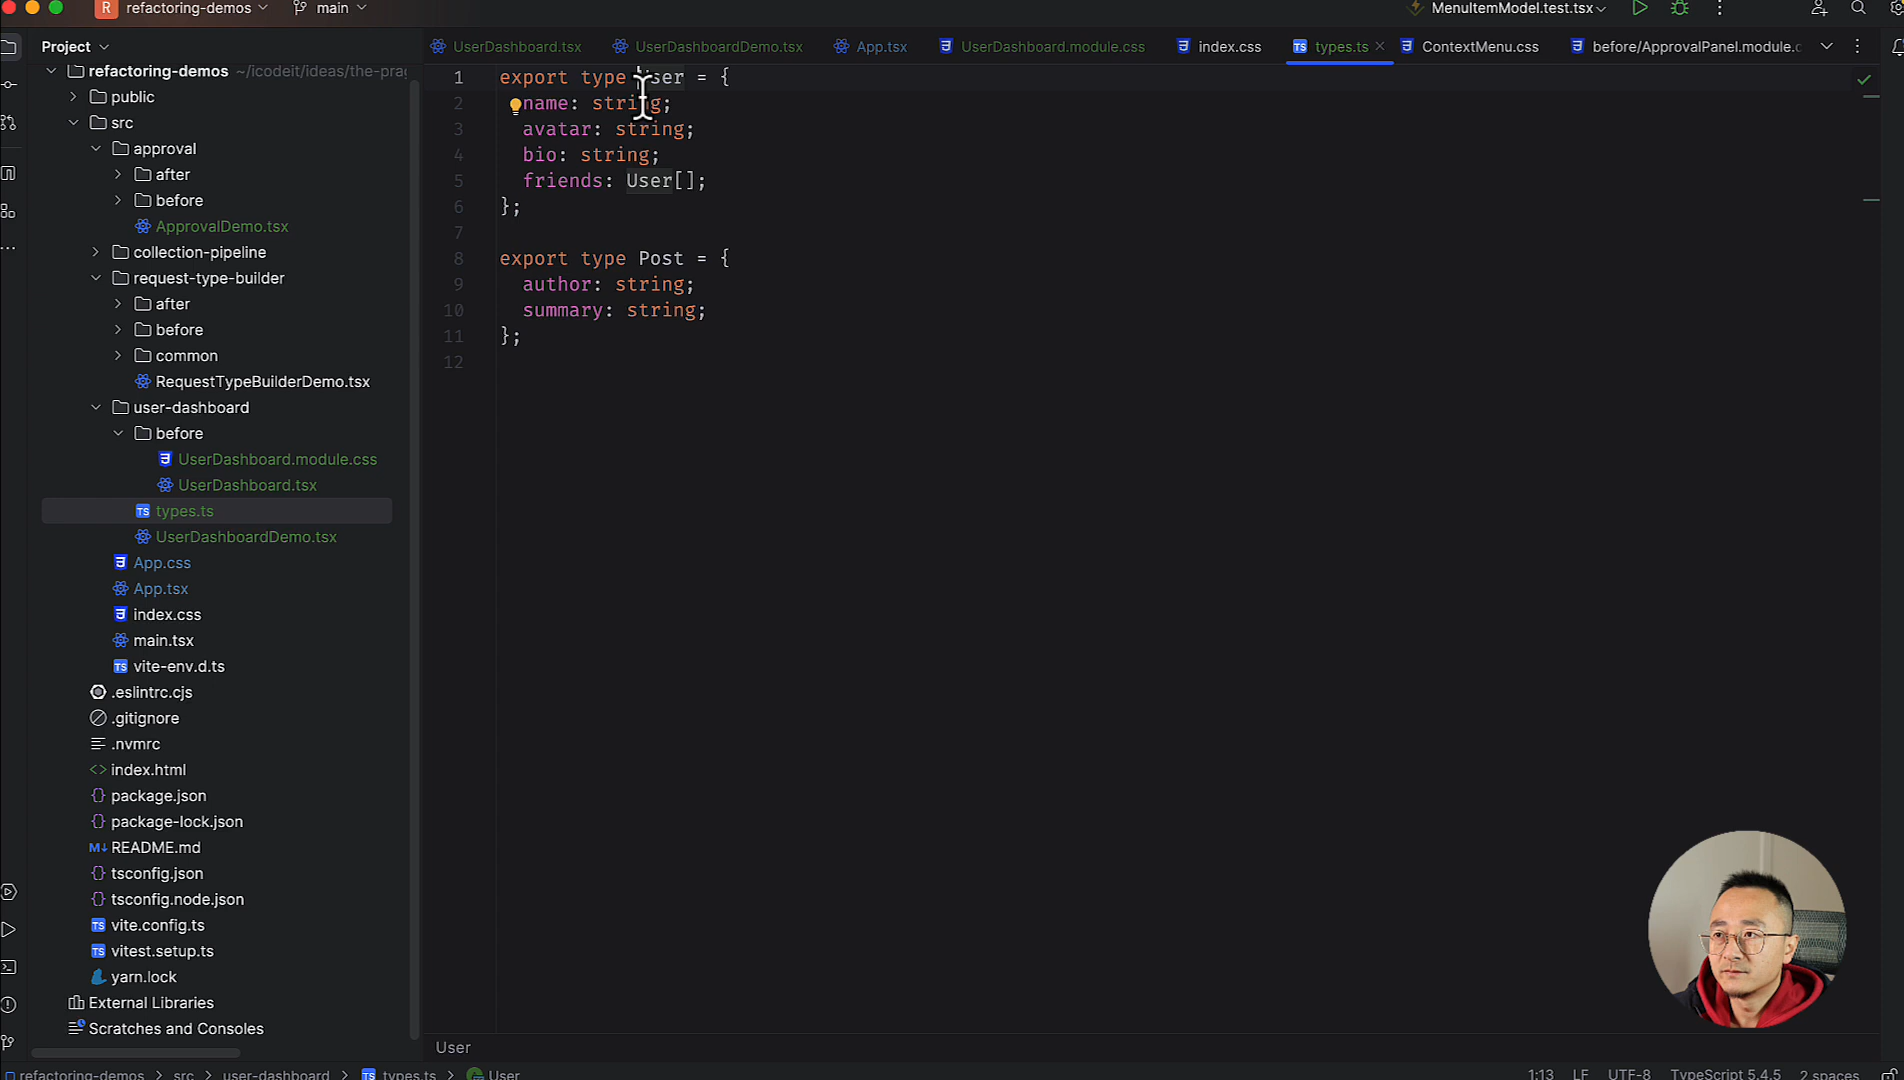 R refactoring-demos main MenuItemModel.test.tsx
Project
UserDashboard.tsx UserDashboardDemo.tsx App.tsx UserDashboard.module.css index.css TS types.ts ContextMenu.css before/ApprovalPanel.module.c
refactoring-demos ~/icodeit/ideas/the-prag
public
src
approval
after
before
ApprovalDemo.tsx
collection-pipeline
request-type-builder
after
before
common
RequestTypeBuilderDemo.tsx
user-dashboard
before
UserDashboard.module.css
UserDashboard.tsx
TS types.ts
UserDashboardDemo.tsx
App.css
App.tsx
index.css
main.tsx
TS vite-env.d.ts
.eslintrc.cjs
.gitignore
.nvmrc
<> index.html
{} package.json
{} package-lock.json
M↓ README.md
{} tsconfig.json
{} tsconfig.node.json
TS vite.config.ts
TS vitest.setup.ts
yarn.lock
External Libraries
Scratches and Consoles
1 export type User = {
2 name: string;
3 avatar: string;
4 bio: string;
5 friends: User[];
6 };
7
8 export type Post = {
9 author: string;
10 summary: string;
11 };
12
User
refactoring-demos > src > user-dashboard > TS types.ts > User
1:13 LF UTF-8 TypeScript 5.4.5 2 spaces